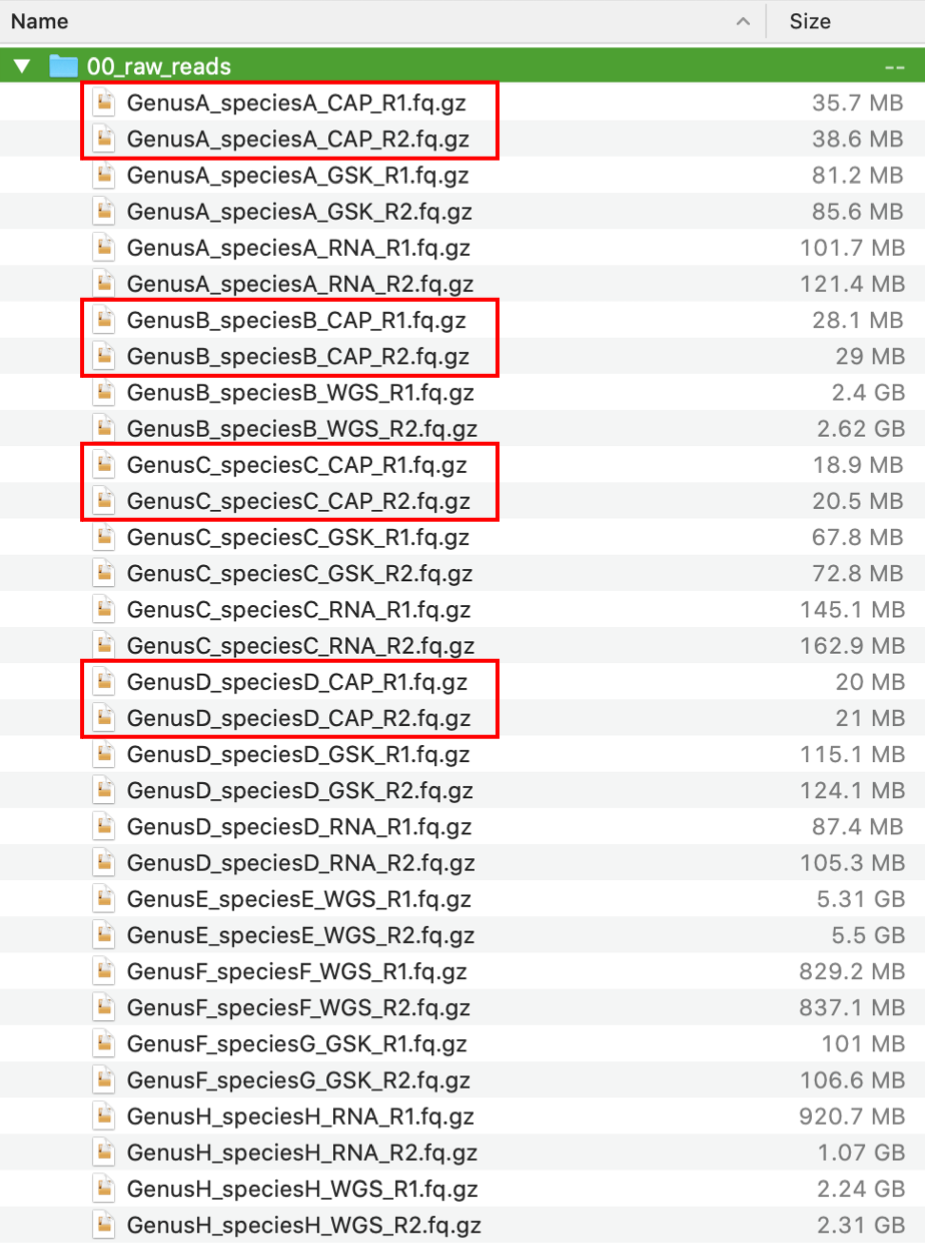 Name Size
00_raw_reads --
GenusA_speciesA_CAP_R1.fq.gz 35.7 MB
GenusA_speciesA_CAP_R2.fq.gz 38.6 MB
GenusA_speciesA_GSK_R1.fq.gz 81.2 MB
GenusA_speciesA_GSK_R2.fq.gz 85.6 MB
GenusA_speciesA_RNA_R1.fq.gz 101.7 MB
GenusA_speciesA_RNA_R2.fq.gz 121.4 MB
GenusB_speciesB_CAP_R1.fq.gz 28.1 MB
GenusB_speciesB_CAP_R2.fq.gz 29 MB
GenusB_speciesB_WGS_R1.fq.gz 2.4 GB
GenusB_speciesB_WGS_R2.fq.gz 2.62 GB
GenusC_speciesC_CAP_R1.fq.gz 18.9 MB
GenusC_speciesC_CAP_R2.fq.gz 20.5 MB
GenusC_speciesC_GSK_R1.fq.gz 67.8 MB
GenusC_speciesC_GSK_R2.fq.gz 72.8 MB
GenusC_speciesC_RNA_R1.fq.gz 145.1 MB
GenusC_speciesC_RNA_R2.fq.gz 162.9 MB
GenusD_speciesD_CAP_R1.fq.gz 20 MB
GenusD_speciesD_CAP_R2.fq.gz 21 MB
GenusD_speciesD_GSK_R1.fq.gz 115.1 MB
GenusD_speciesD_GSK_R2.fq.gz 124.1 MB
GenusD_speciesD_RNA_R1.fq.gz 87.4 MB
GenusD_speciesD_RNA_R2.fq.gz 105.3 MB
GenusE_speciesE_WGS_R1.fq.gz 5.31 GB
GenusE_speciesE_WGS_R2.fq.gz 5.5 GB
GenusF_speciesF_WGS_R1.fq.gz 829.2 MB
GenusF_speciesF_WGS_R2.fq.gz 837.1 MB
GenusF_speciesG_GSK_R1.fq.gz 101 MB
GenusF_speciesG_GSK_R2.fq.gz 106.6 MB
GenusH_speciesH_RNA_R1.fq.gz 920.7 MB
GenusH_speciesH_RNA_R2.fq.gz 1.07 GB
GenusH_speciesH_WGS_R1.fq.gz 2.24 GB
GenusH_speciesH_WGS_R2.fq.gz 2.31 GB